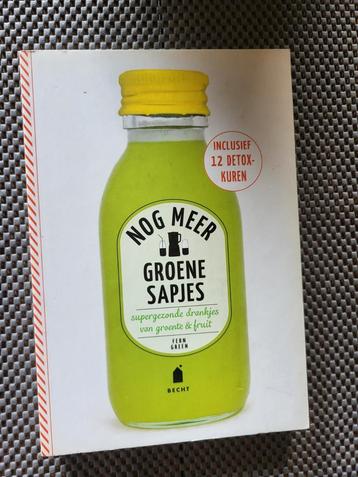 INCLUSIEF
12 DETOX-
KUREN
NOG MEER
GROENE
SAPJES
supergezonde drankjes
van groente & fruit
FERN
GREEN
BECHT